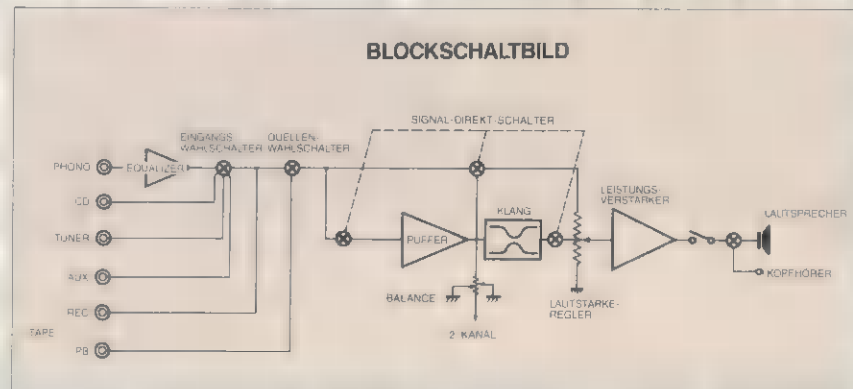 BLOCKSCHALTBILD
SIGNAL-DIREKT-SCHALTER
EINGANGS
WAHLSCHALTER
QUELLEN-
WAHLSCHALTER
PHONO
EQUALIZER
CD
TUNER
AUX
REC
TAPE
PB
PUFFER
KLANG
BALANCE
2. KANAL
LAUTSTÄRKE-
REGLER
LEISTUNGS-
VERSTÄRKER
LAUTSPRECHER
KOPFHÖRER